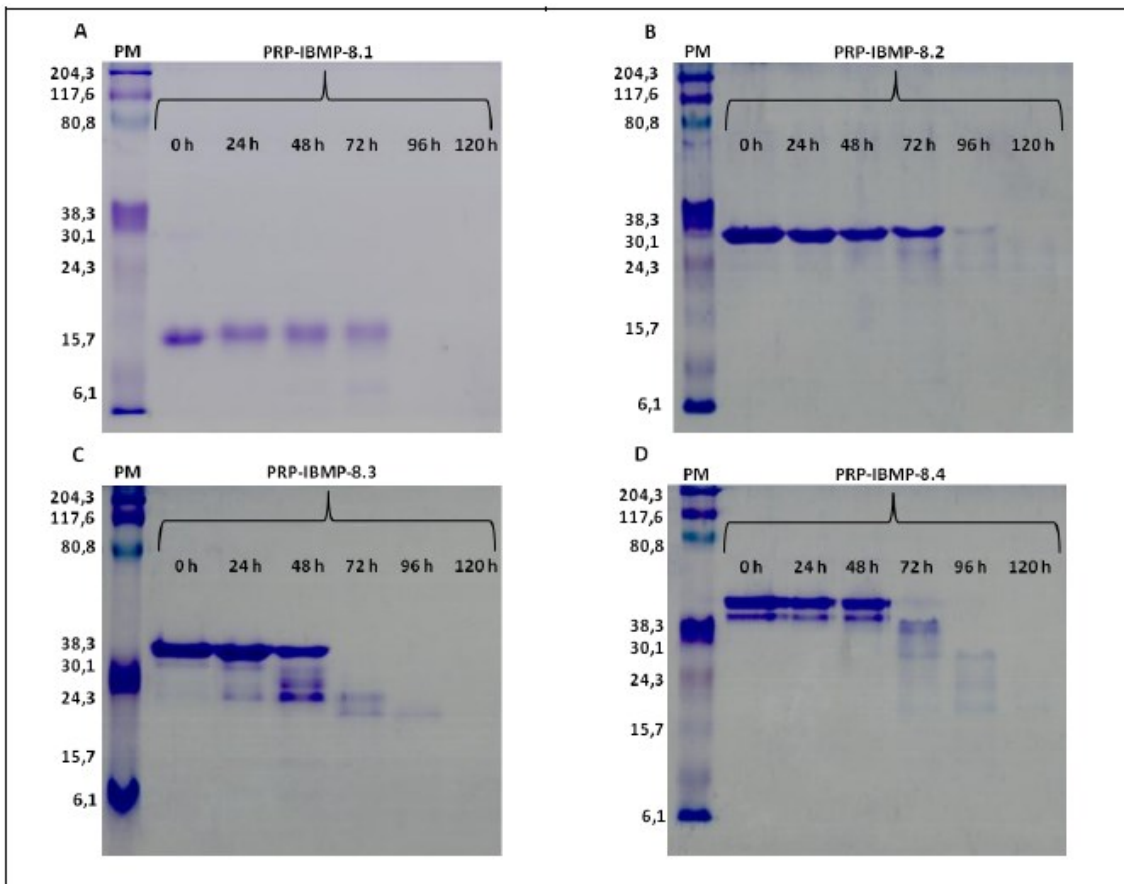 A
PM
PRP-IBMP-8.1
204,3
117,6
80,8
0 h 24 h 48 h 72 h 96 h 120 h
38,3
30,1
24,3
15,7
6,1
B
PM
PRP-IBMP-8.2
204,3
117,6
80,8
0 h 24 h 48 h 72 h 96 h 120 h
38,3
30,1
24,3
15,7
6,1
C
PM
PRP-IBMP-8.3
204,3
117,6
80,8
0 h 24 h 48 h 72 h 96 h 120 h
38,3
30,1
24,3
15,7
6,1
D
PM
PRP-IBMP-8.4
204,3
117,6
80,8
0 h 24 h 48 h 72 h 96 h 120 h
38,3
30,1
24,3
15,7
6,1